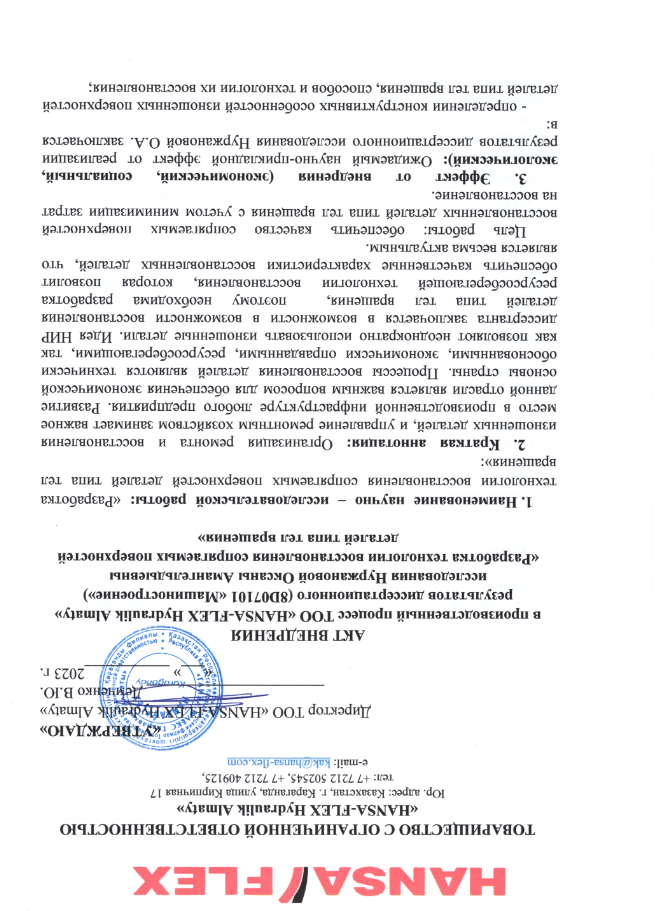 HANSA/FLEX
ТОВАРИЩЕСТВО С ОГРАНИЧЕННОЙ ОТВЕТСТВЕННОСТЬЮ
«HANSA-FLEX Hydraulik Almaty»
Юр. адрес: Казахстан, г. Караганда, улица Кирпичная 17
тел: +7 7212 502545, +7 7212 409125,
e-mail: kak@hansa-flex.com
«УТВЕРЖДАЮ»
Директор ТОО «HANSA-FLEX Hydraulik Almaty»
Демченко В.Ю.
«___» ____________ 2023 г.
Karagandy
АКТ ВНЕДРЕНИЯ
в производственный процесс ТОО «HANSA-FLEX Hydraulik Almaty»
результатов диссертационного (8D07101 «Машиностроение»)
исследования Нуржановой Оксаны Амангельдыевны
«Разработка технологии восстановления сопрягаемых поверхностей
деталей типа тел вращения»
1. Наименование научно – исследовательской работы: «Разработка
технологии восстановления сопрягаемых поверхностей деталей типа тел
вращения»:
2. Краткая аннотация: Организация ремонта и восстановления
изношенных деталей, и управление ремонтным хозяйством занимает важное
место в производственной инфраструктуре любого предприятия. Развитие
данной отрасли является важным вопросом для обеспечения экономической
основы страны. Процессы восстановления деталей являются технически
обоснованными, экономически оправданными, ресурсосберегающими, так
как позволяют неоднократно использовать изношенные детали. Идея НИР
диссертанта заключается в возможности в возможности восстановления
деталей типа тел вращения, поэтому необходима разработка
ресурсосберегающей технологии восстановления, которая позволит
обеспечить качественные характеристики восстановленных деталей, что
является весьма актуальным.
Цель работы: обеспечить качество сопрягаемых поверхностей
восстановленных деталей типа тел вращения с учетом минимизации затрат
на восстановление.
3. Эффект от внедрения (экономический, социальный,
экологический): Ожидаемый научно-прикладной эффект от реализации
результатов диссертационного исследования Нуржановой О.А. заключается
в:
- определении конструктивных особенностей изношенных поверхностей
деталей типа тел вращения, способов и технологии их восстановления;